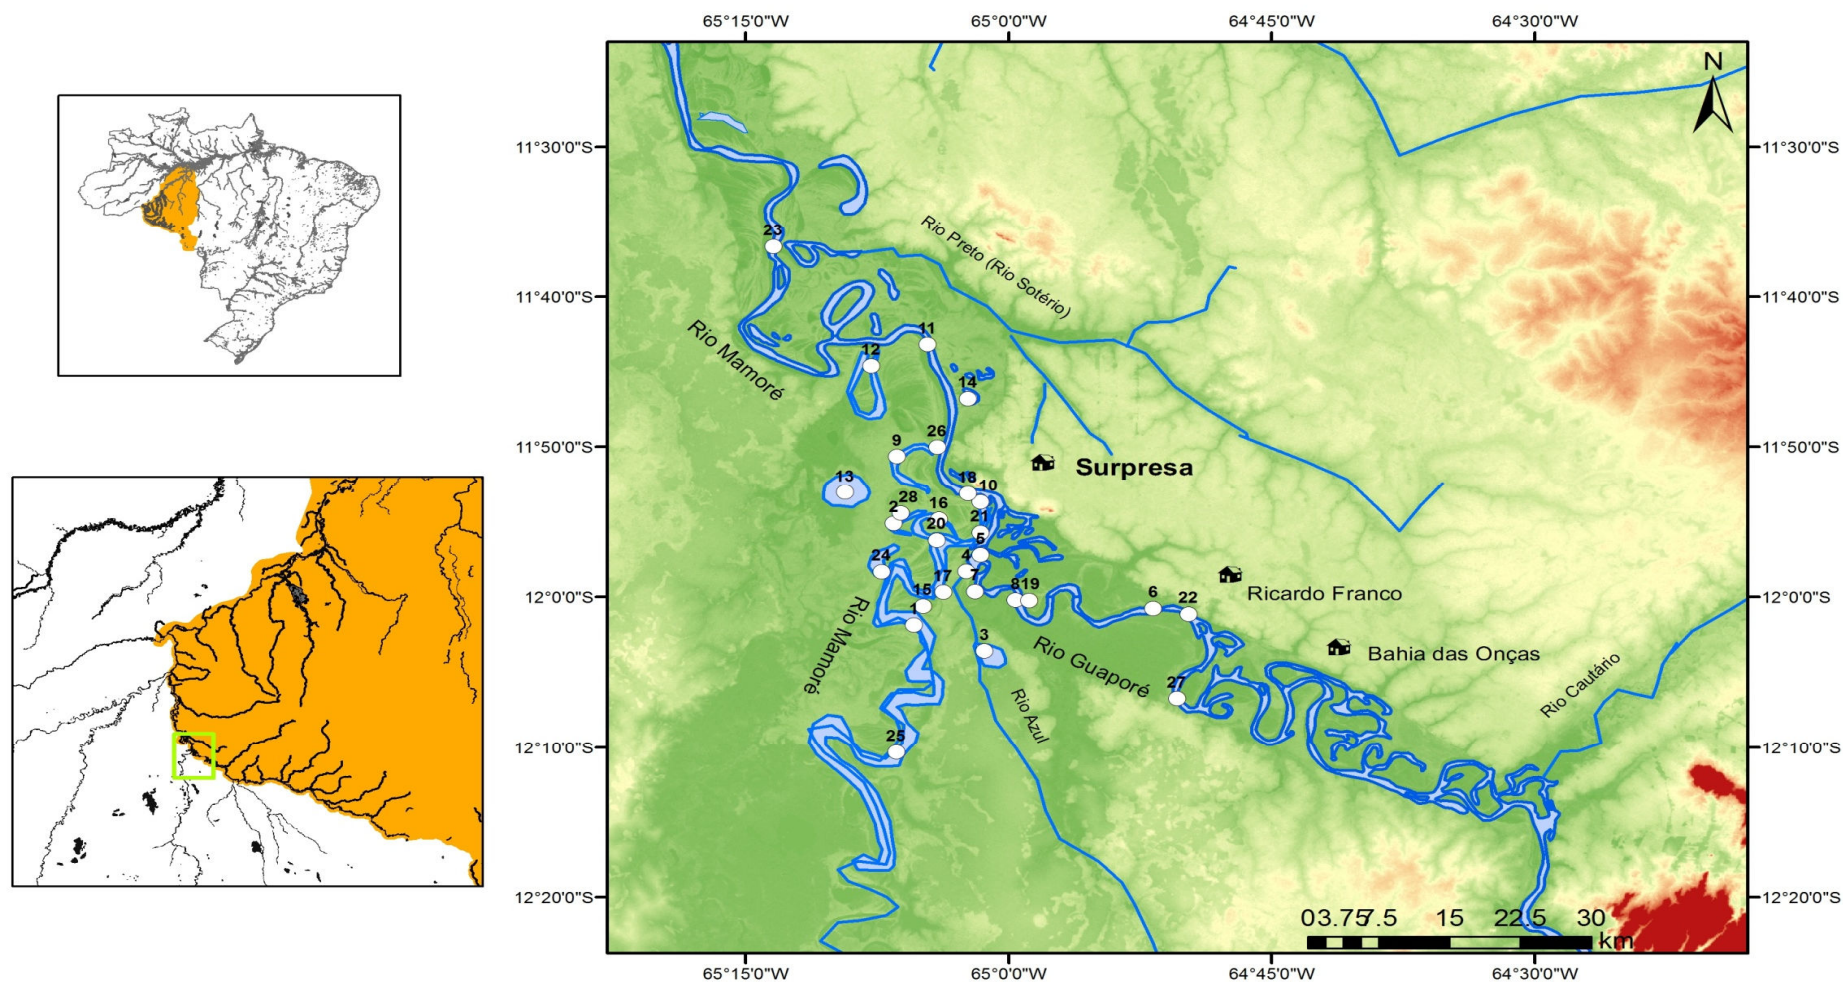 65°15'0"W
65°0'0"W
64°45'0"W
64°30'0"W
N
11°30'0"S
11°30'0"S
Rio Preto (Rio Sotério)
23
11°40'0"S
11°40'0"S
Rio Mamoré
11
12
14
11°50'0"S
11°50'0"S
26
9
Surpresa
13
18
10
28
2
16
20
21
5
24
4
7
17
15
1
8
19
6
22
Ricardo Franco
12°0'0"S
12°0'0"S
3
Rio Mamoré
Rio Guaporé
Bahia das Onças
27
Rio Azul
Rio Cautário
25
12°10'0"S
12°10'0"S
12°20'0"S
12°20'0"S
0 3.75 7.5 15 22.5 30
km
65°15'0"W
65°0'0"W
64°45'0"W
64°30'0"W